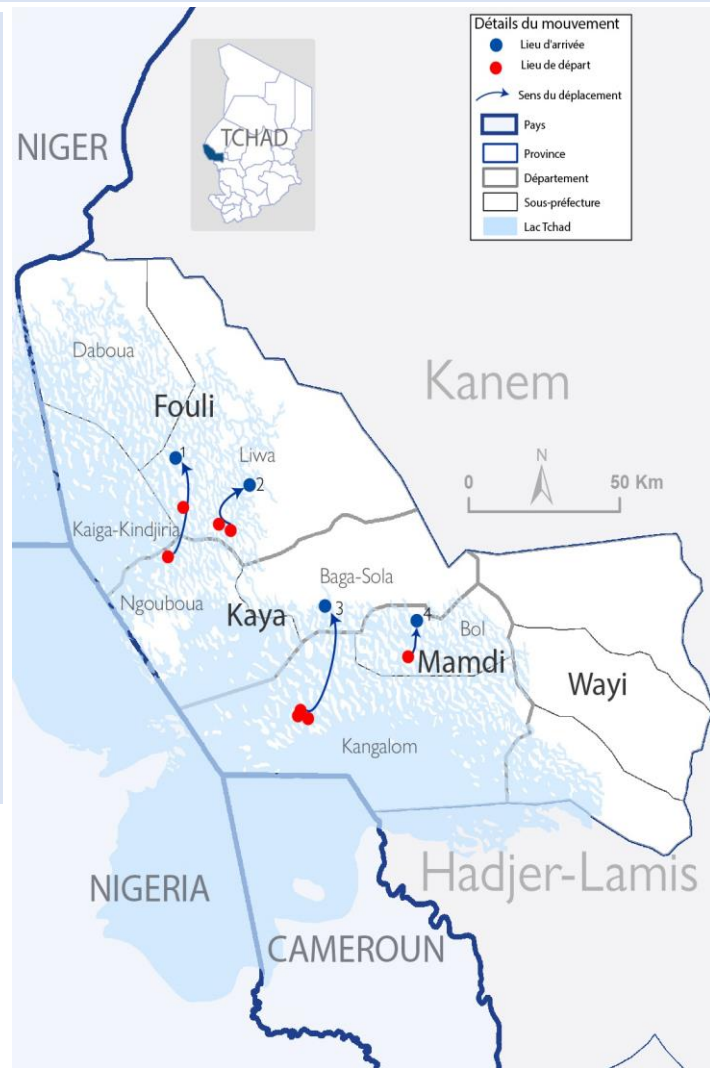 Détails du mouvement
Lieu d'arrivée
Lieu de départ
Sens du déplacement
Pays
Province
Département
Sous-préfecture
Lac Tchad
TCHAD
NIGER
Daboua
Kanem
Fouli
1
Liwa
2
N
0 50 Km
Kaiga-Kindjiria
Baga-Sola
Ngouboua
Kaya
3
4
Bol
Mamdi
Wayi
Kangalom
Hadjer-Lamis
NIGERIA
CAMEROUN